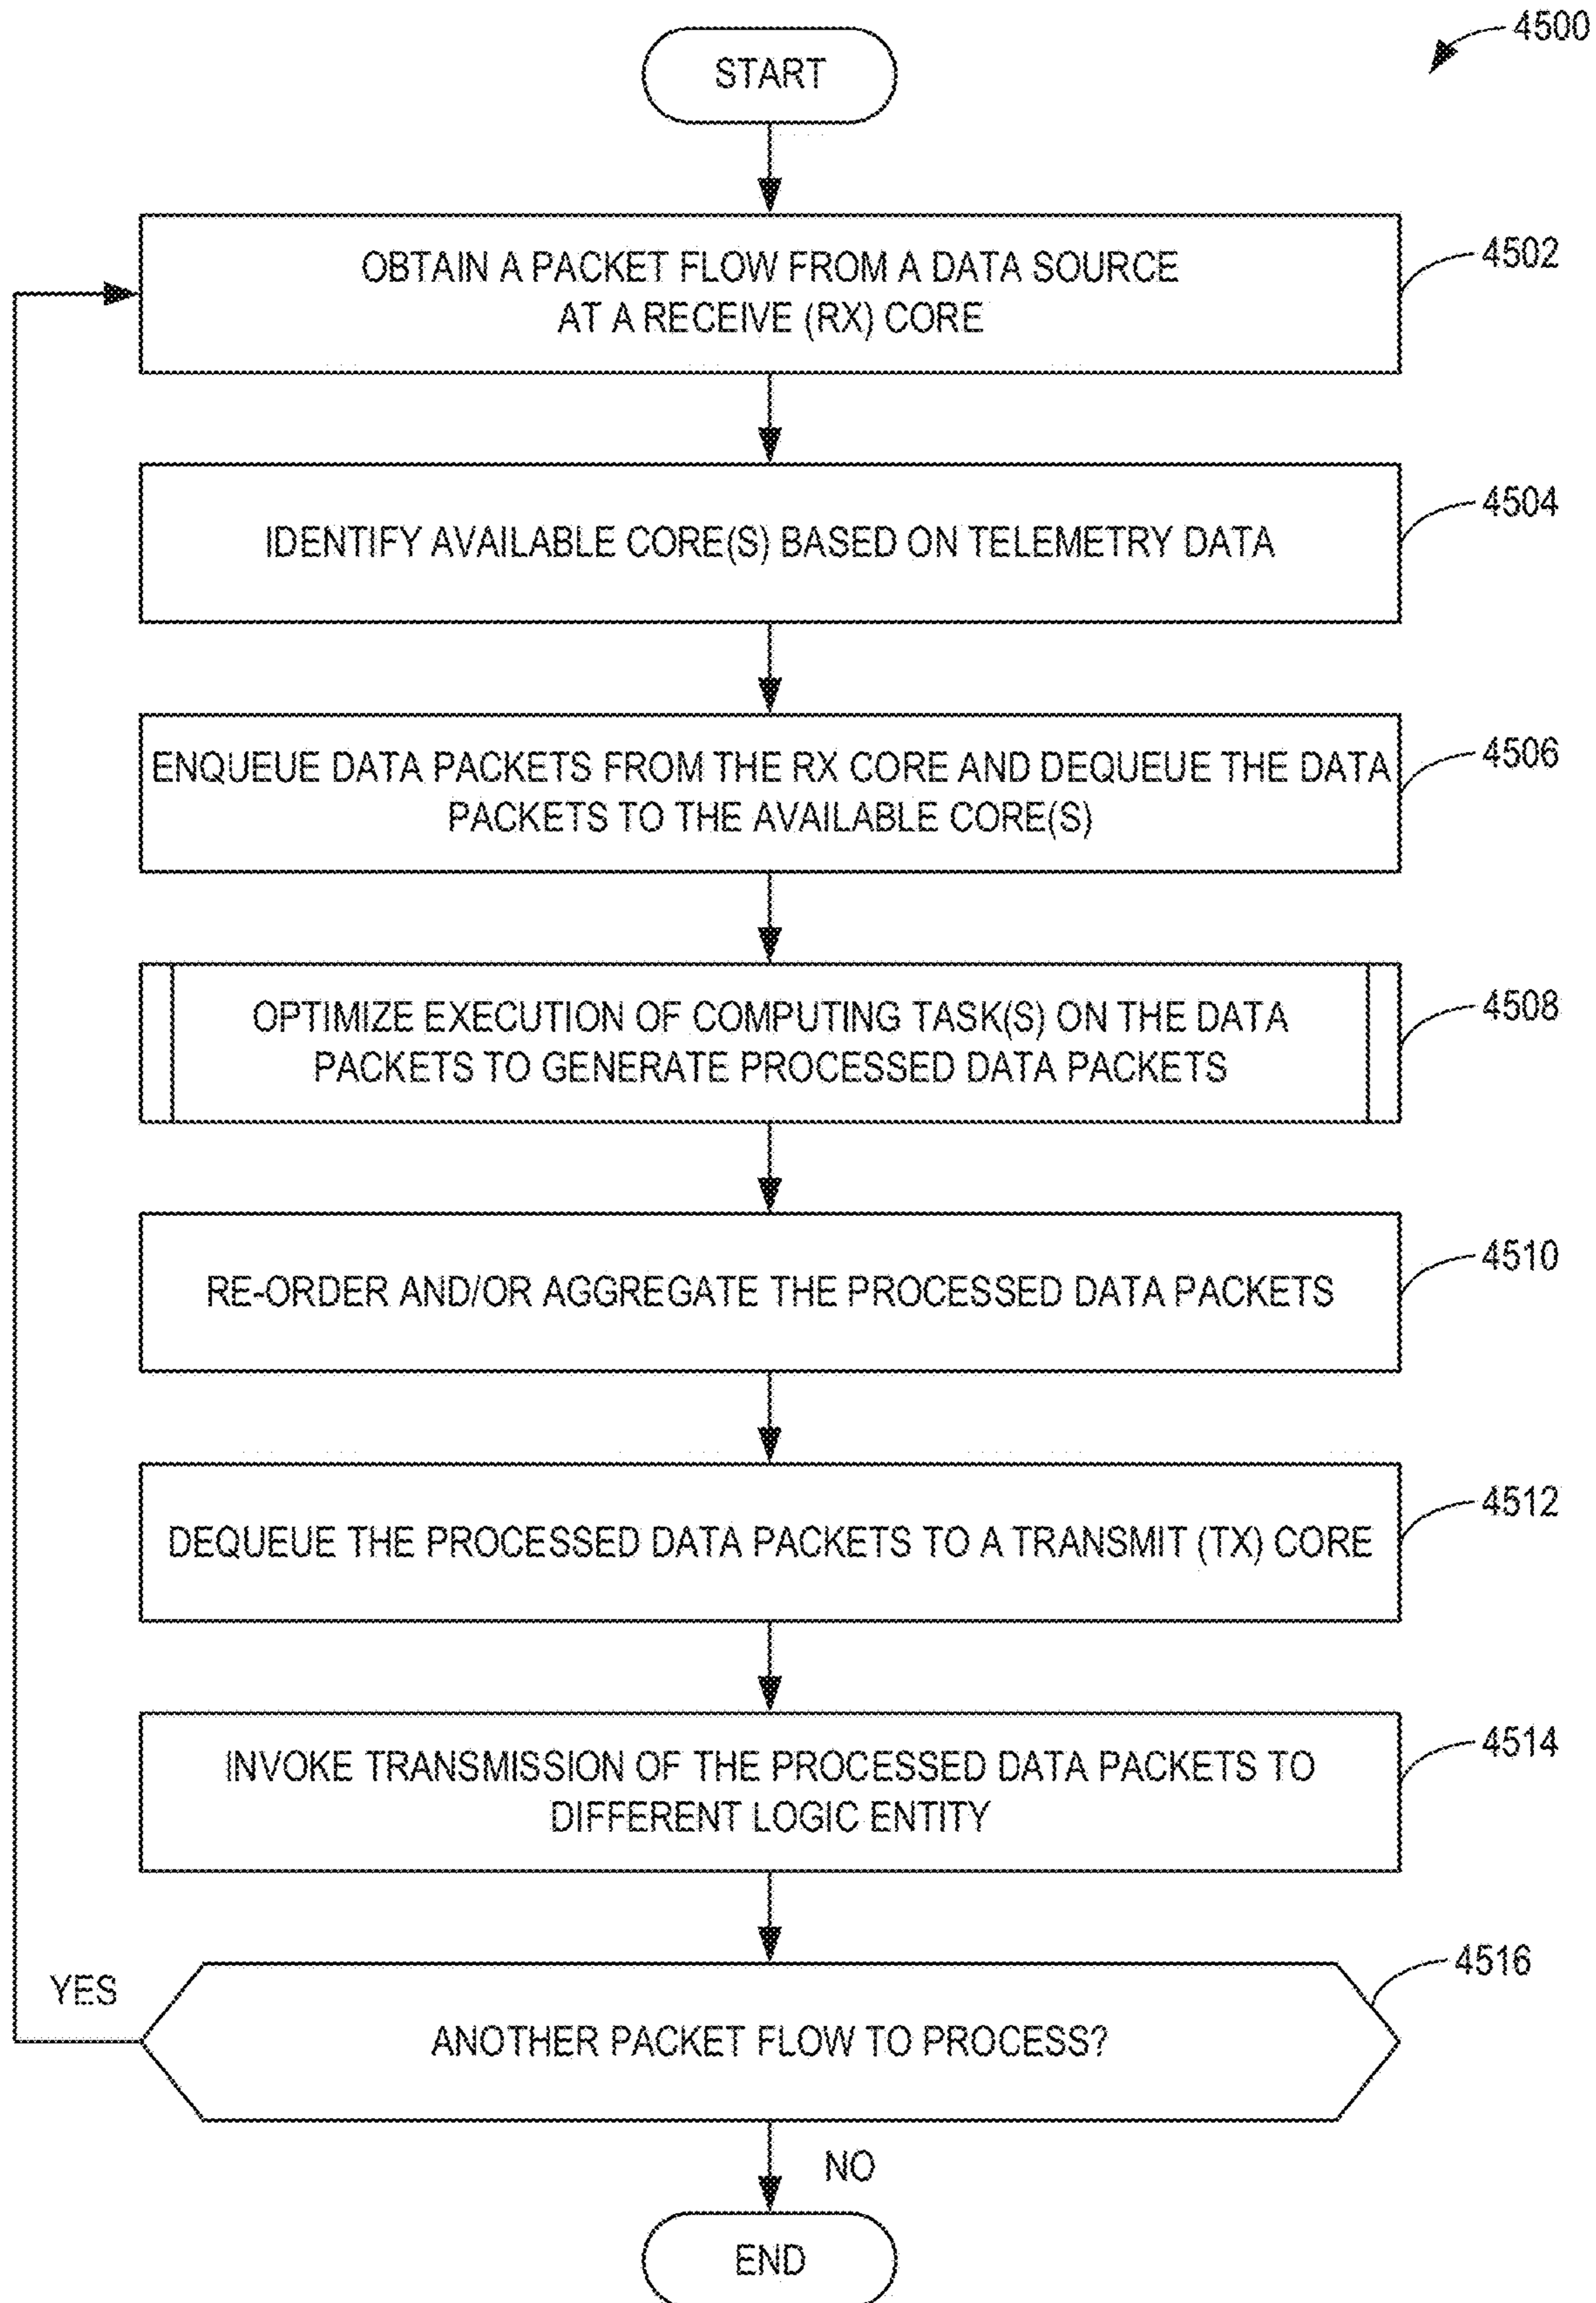 4500
START
OBTAIN A PACKET FLOW FROM A DATA SOURCE
AT A RECEIVE (RX) CORE
4502
IDENTIFY AVAILABLE CORE(S) BASED ON TELEMETRY DATA
4504
ENQUEUE DATA PACKETS FROM THE RX CORE AND DEQUEUE THE DATA
PACKETS TO THE AVAILABLE CORE(S)
4506
OPTIMIZE EXECUTION OF COMPUTING TASK(S) ON THE DATA
PACKETS TO GENERATE PROCESSED DATA PACKETS
4508
RE-ORDER AND/OR AGGREGATE THE PROCESSED DATA PACKETS
4510
DEQUEUE THE PROCESSED DATA PACKETS TO A TRANSMIT (TX) CORE
4512
INVOKE TRANSMISSION OF THE PROCESSED DATA PACKETS TO
DIFFERENT LOGIC ENTITY
4514
ANOTHER PACKET FLOW TO PROCESS?
4516
YES
NO
END